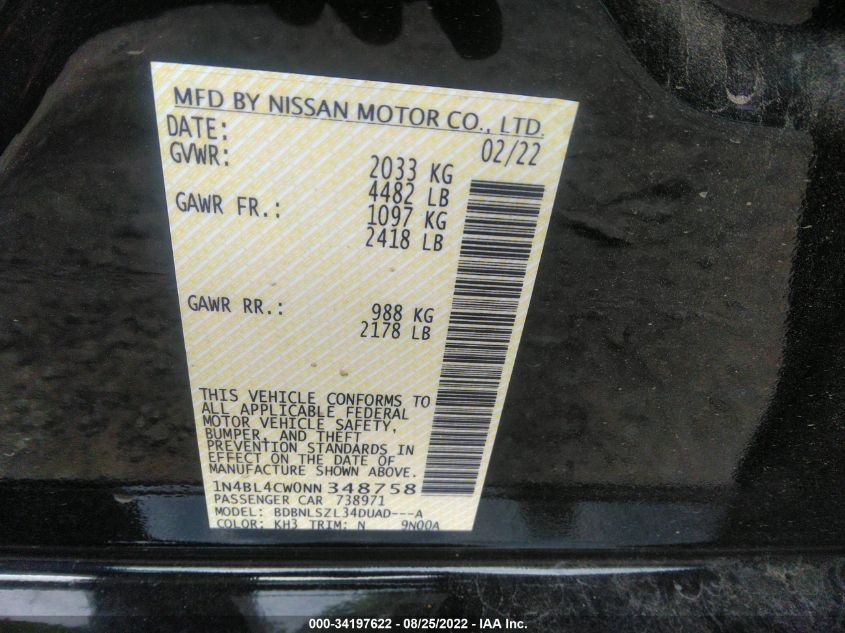 MFD BY NISSAN MOTOR CO., LTD.
DATE: 02/22
GVWR: 2033 KG
4482 LB
GAWR FR.: 1097 KG
2418 LB
GAWR RR.: 988 KG
2178 LB
THIS VEHICLE CONFORMS TO
ALL APPLICABLE FEDERAL
MOTOR VEHICLE SAFETY,
BUMPER, AND THEFT
PREVENTION STANDARDS IN
EFFECT ON THE DATE OF
MANUFACTURE SHOWN ABOVE.
1N4BL4CW0NN348758
PASSENGER CAR 738971
MODEL: BDBNLSZL34DUAD---A
COLOR: KH3 TRIM: N 9N00A
000-34197622 - 08/25/2022 - IAA Inc.